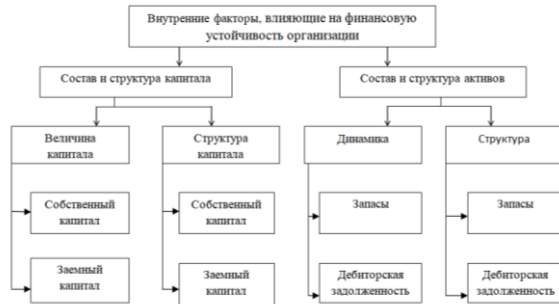 Внутренние факторы, влияющие на финансовую
устойчивость организации
Состав и структура капитала
Состав и структура активов
Величина
капитала
Структура
капитала
Динамика
Структура
Собственный
капитал
Собственный
капитал
Запасы
Запасы
Заемный
капитал
Заемный
капитал
Дебиторская
задолженность
Дебиторская
задолженность